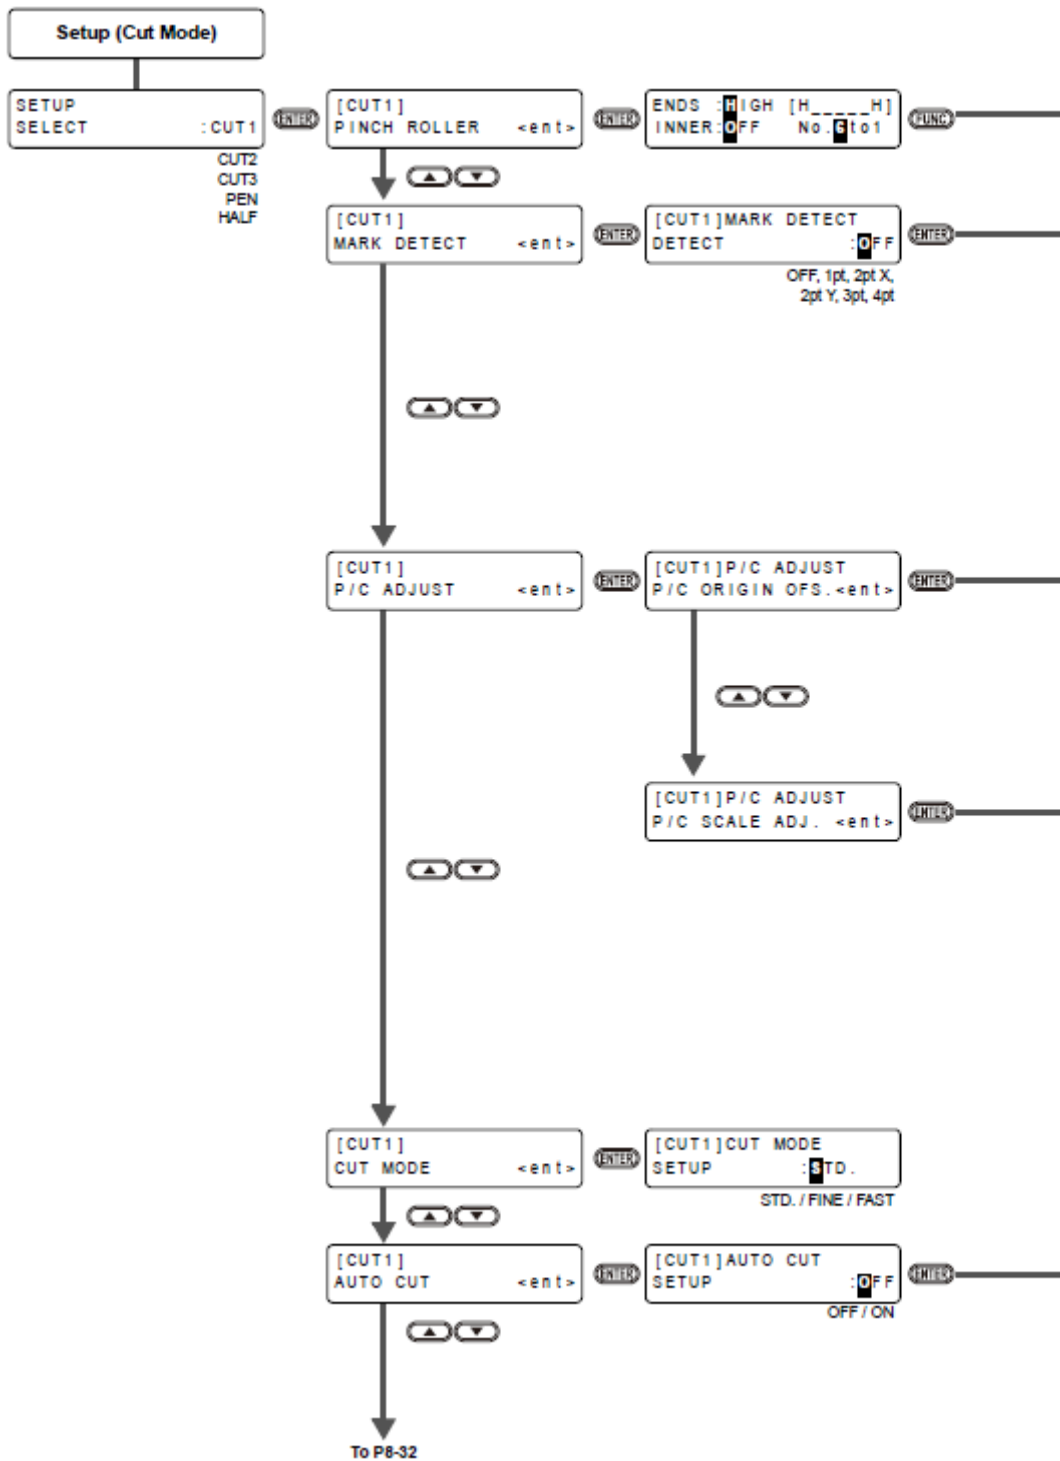 Setup (Cut Mode)
SETUP
SELECT :CUT1
CUT2
CUT3
PEN
HALF
ENTER
[CUT1]
PINCH ROLLER <ent>
ENTER
ENDS :HIGH [H_____H]
INNER:OFF No.6to1
FUNC
[CUT1]
MARK DETECT <ent>
ENTER
[CUT1]MARK DETECT
DETECT :OFF
ENTER
OFF, 1pt, 2pt X,
2pt Y, 3pt, 4pt
[CUT1]
P/C ADJUST <ent>
ENTER
[CUT1]P/C ADJUST
P/C ORIGIN OFS.<ent>
ENTER
[CUT1]P/C ADJUST
P/C SCALE ADJ. <ent>
ENTER
[CUT1]
CUT MODE <ent>
ENTER
[CUT1]CUT MODE
SETUP :STD.
STD. / FINE / FAST
[CUT1]
AUTO CUT <ent>
ENTER
[CUT1]AUTO CUT
SETUP :OFF
ENTER
OFF / ON
To P8-32